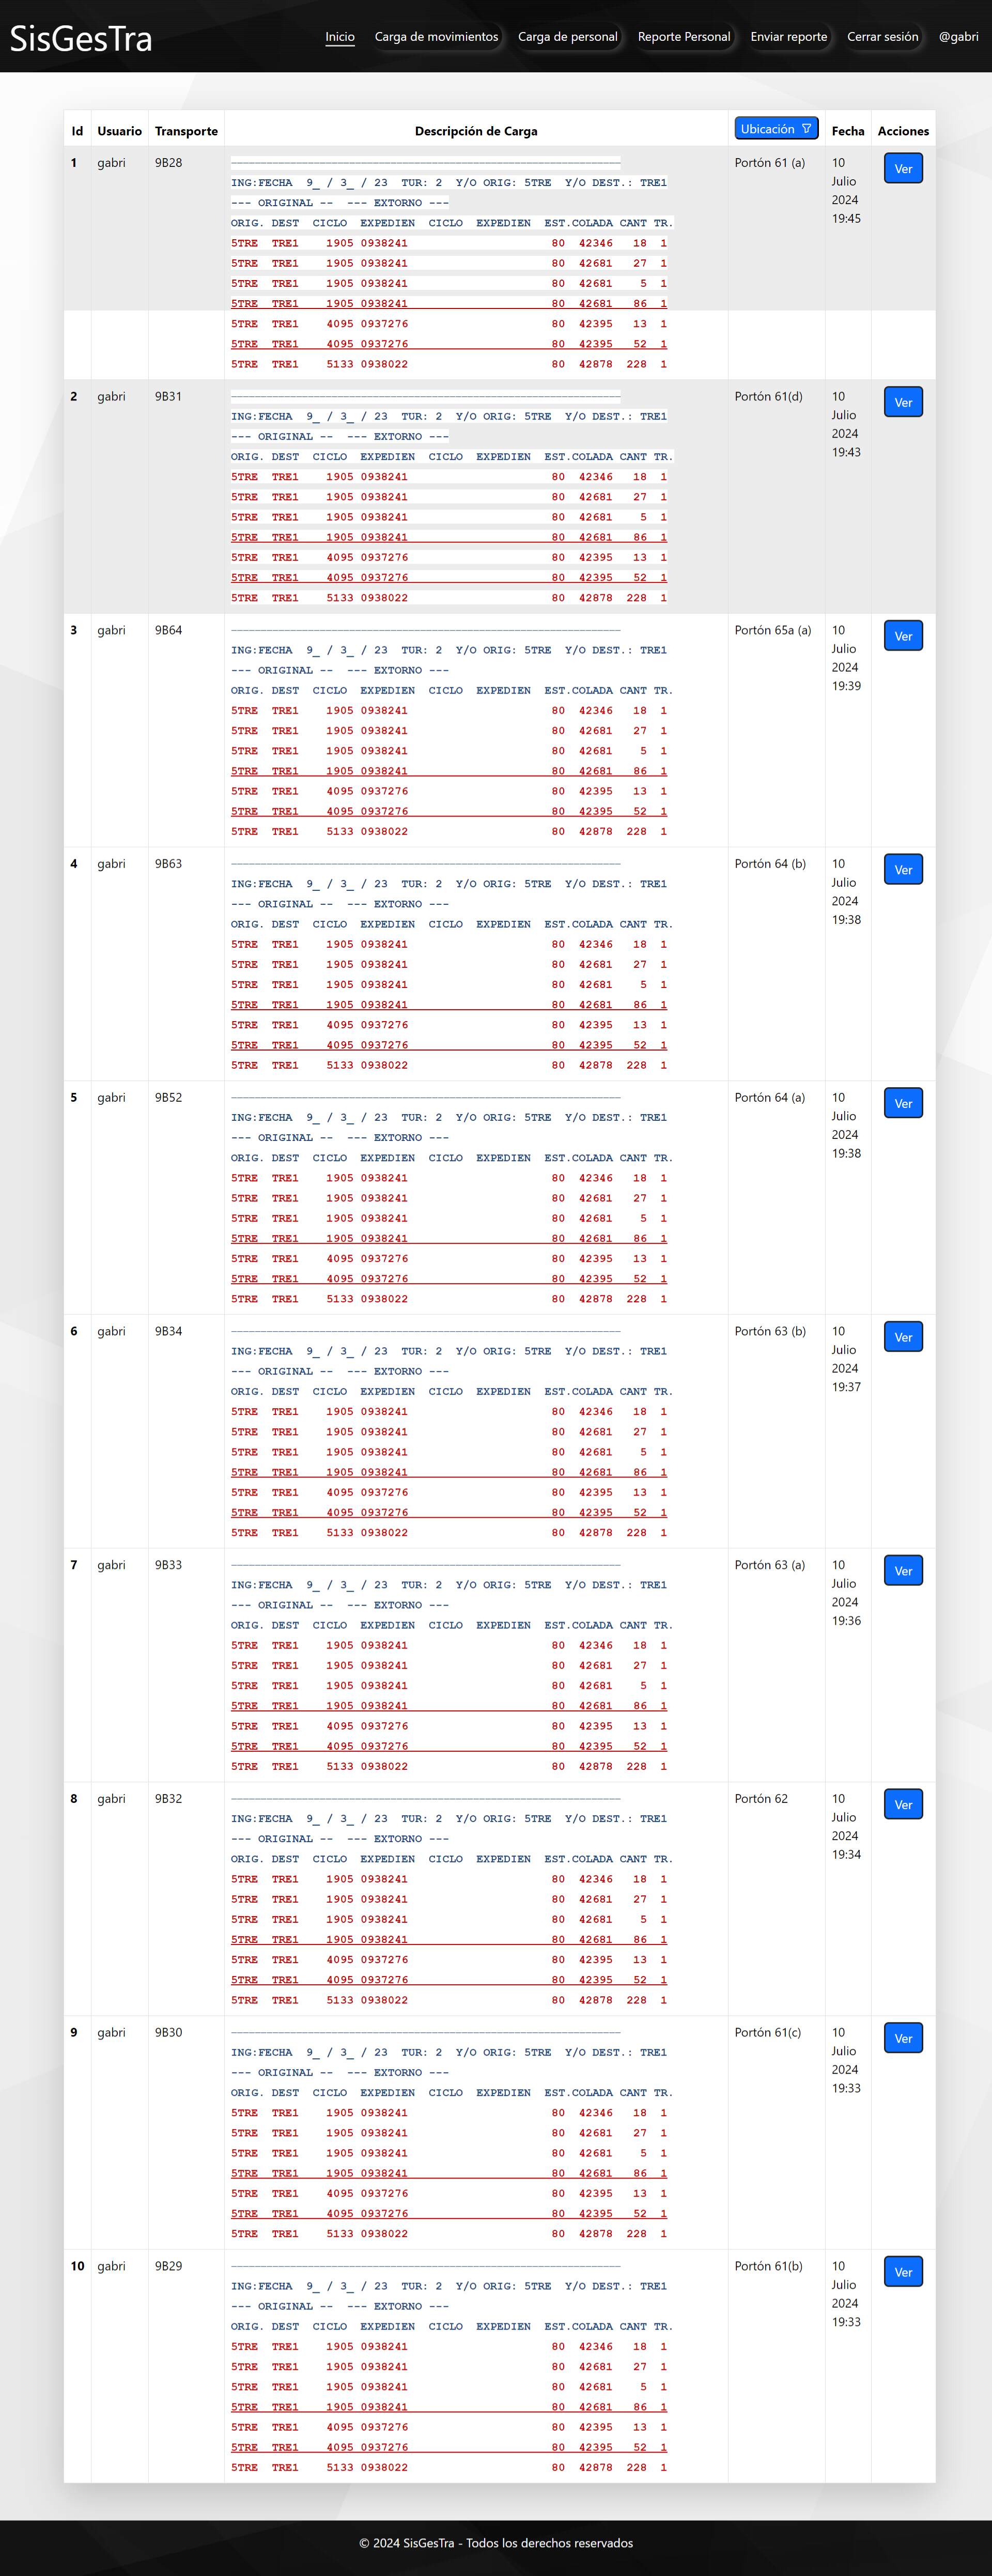 SisGesTra
Inicio Carga de movimientos Carga de personal Reporte Personal Enviar reporte Cerrar sesión @gabri
Id Usuario Transporte Descripción de Carga Ubicación Fecha Acciones
1 gabri 9B28 Portón 61 (a) 10 Julio 2024 19:45 Ver
ING:FECHA 9_ / 3_ / 23 TUR: 2 Y/O ORIG: 5TRE Y/O DEST.: TRE1
--- ORIGINAL -- --- EXTORNO ---
ORIG. DEST CICLO EXPEDIEN CICLO EXPEDIEN EST.COLADA CANT TR.
5TRE TRE1 1905 0938241 80 42346 18 1
5TRE TRE1 1905 0938241 80 42681 27 1
5TRE TRE1 1905 0938241 80 42681 5 1
5TRE TRE1 1905 0938241 80 42681 86 1
5TRE TRE1 4095 0937276 80 42395 13 1
5TRE TRE1 4095 0937276 80 42395 52 1
5TRE TRE1 5133 0938022 80 42878 228 1
2 gabri 9B31 Portón 61(d) 10 Julio 2024 19:43 Ver
ING:FECHA 9_ / 3_ / 23 TUR: 2 Y/O ORIG: 5TRE Y/O DEST.: TRE1
--- ORIGINAL -- --- EXTORNO ---
ORIG. DEST CICLO EXPEDIEN CICLO EXPEDIEN EST.COLADA CANT TR.
5TRE TRE1 1905 0938241 80 42346 18 1
5TRE TRE1 1905 0938241 80 42681 27 1
5TRE TRE1 1905 0938241 80 42681 5 1
5TRE TRE1 1905 0938241 80 42681 86 1
5TRE TRE1 4095 0937276 80 42395 13 1
5TRE TRE1 4095 0937276 80 42395 52 1
5TRE TRE1 5133 0938022 80 42878 228 1
3 gabri 9B64 Portón 65a (a) 10 Julio 2024 19:39 Ver
ING:FECHA 9_ / 3_ / 23 TUR: 2 Y/O ORIG: 5TRE Y/O DEST.: TRE1
--- ORIGINAL -- --- EXTORNO ---
ORIG. DEST CICLO EXPEDIEN CICLO EXPEDIEN EST.COLADA CANT TR.
5TRE TRE1 1905 0938241 80 42346 18 1
5TRE TRE1 1905 0938241 80 42681 27 1
5TRE TRE1 1905 0938241 80 42681 5 1
5TRE TRE1 1905 0938241 80 42681 86 1
5TRE TRE1 4095 0937276 80 42395 13 1
5TRE TRE1 4095 0937276 80 42395 52 1
5TRE TRE1 5133 0938022 80 42878 228 1
4 gabri 9B63 Portón 64 (b) 10 Julio 2024 19:38 Ver
ING:FECHA 9_ / 3_ / 23 TUR: 2 Y/O ORIG: 5TRE Y/O DEST.: TRE1
--- ORIGINAL -- --- EXTORNO ---
ORIG. DEST CICLO EXPEDIEN CICLO EXPEDIEN EST.COLADA CANT TR.
5TRE TRE1 1905 0938241 80 42346 18 1
5TRE TRE1 1905 0938241 80 42681 27 1
5TRE TRE1 1905 0938241 80 42681 5 1
5TRE TRE1 1905 0938241 80 42681 86 1
5TRE TRE1 4095 0937276 80 42395 13 1
5TRE TRE1 4095 0937276 80 42395 52 1
5TRE TRE1 5133 0938022 80 42878 228 1
5 gabri 9B52 Portón 64 (a) 10 Julio 2024 19:38 Ver
ING:FECHA 9_ / 3_ / 23 TUR: 2 Y/O ORIG: 5TRE Y/O DEST.: TRE1
--- ORIGINAL -- --- EXTORNO ---
ORIG. DEST CICLO EXPEDIEN CICLO EXPEDIEN EST.COLADA CANT TR.
5TRE TRE1 1905 0938241 80 42346 18 1
5TRE TRE1 1905 0938241 80 42681 27 1
5TRE TRE1 1905 0938241 80 42681 5 1
5TRE TRE1 1905 0938241 80 42681 86 1
5TRE TRE1 4095 0937276 80 42395 13 1
5TRE TRE1 4095 0937276 80 42395 52 1
5TRE TRE1 5133 0938022 80 42878 228 1
6 gabri 9B34 Portón 63 (b) 10 Julio 2024 19:37 Ver
ING:FECHA 9_ / 3_ / 23 TUR: 2 Y/O ORIG: 5TRE Y/O DEST.: TRE1
--- ORIGINAL -- --- EXTORNO ---
ORIG. DEST CICLO EXPEDIEN CICLO EXPEDIEN EST.COLADA CANT TR.
5TRE TRE1 1905 0938241 80 42346 18 1
5TRE TRE1 1905 0938241 80 42681 27 1
5TRE TRE1 1905 0938241 80 42681 5 1
5TRE TRE1 1905 0938241 80 42681 86 1
5TRE TRE1 4095 0937276 80 42395 13 1
5TRE TRE1 4095 0937276 80 42395 52 1
5TRE TRE1 5133 0938022 80 42878 228 1
7 gabri 9B33 Portón 63 (a) 10 Julio 2024 19:36 Ver
ING:FECHA 9_ / 3_ / 23 TUR: 2 Y/O ORIG: 5TRE Y/O DEST.: TRE1
--- ORIGINAL -- --- EXTORNO ---
ORIG. DEST CICLO EXPEDIEN CICLO EXPEDIEN EST.COLADA CANT TR.
5TRE TRE1 1905 0938241 80 42346 18 1
5TRE TRE1 1905 0938241 80 42681 27 1
5TRE TRE1 1905 0938241 80 42681 5 1
5TRE TRE1 1905 0938241 80 42681 86 1
5TRE TRE1 4095 0937276 80 42395 13 1
5TRE TRE1 4095 0937276 80 42395 52 1
5TRE TRE1 5133 0938022 80 42878 228 1
8 gabri 9B32 Portón 62 10 Julio 2024 19:34 Ver
ING:FECHA 9_ / 3_ / 23 TUR: 2 Y/O ORIG: 5TRE Y/O DEST.: TRE1
--- ORIGINAL -- --- EXTORNO ---
ORIG. DEST CICLO EXPEDIEN CICLO EXPEDIEN EST.COLADA CANT TR.
5TRE TRE1 1905 0938241 80 42346 18 1
5TRE TRE1 1905 0938241 80 42681 27 1
5TRE TRE1 1905 0938241 80 42681 5 1
5TRE TRE1 1905 0938241 80 42681 86 1
5TRE TRE1 4095 0937276 80 42395 13 1
5TRE TRE1 4095 0937276 80 42395 52 1
5TRE TRE1 5133 0938022 80 42878 228 1
9 gabri 9B30 Portón 61(c) 10 Julio 2024 19:33 Ver
ING:FECHA 9_ / 3_ / 23 TUR: 2 Y/O ORIG: 5TRE Y/O DEST.: TRE1
--- ORIGINAL -- --- EXTORNO ---
ORIG. DEST CICLO EXPEDIEN CICLO EXPEDIEN EST.COLADA CANT TR.
5TRE TRE1 1905 0938241 80 42346 18 1
5TRE TRE1 1905 0938241 80 42681 27 1
5TRE TRE1 1905 0938241 80 42681 5 1
5TRE TRE1 1905 0938241 80 42681 86 1
5TRE TRE1 4095 0937276 80 42395 13 1
5TRE TRE1 4095 0937276 80 42395 52 1
5TRE TRE1 5133 0938022 80 42878 228 1
10 gabri 9B29 Portón 61(b) 10 Julio 2024 19:33 Ver
ING:FECHA 9_ / 3_ / 23 TUR: 2 Y/O ORIG: 5TRE Y/O DEST.: TRE1
--- ORIGINAL -- --- EXTORNO ---
ORIG. DEST CICLO EXPEDIEN CICLO EXPEDIEN EST.COLADA CANT TR.
5TRE TRE1 1905 0938241 80 42346 18 1
5TRE TRE1 1905 0938241 80 42681 27 1
5TRE TRE1 1905 0938241 80 42681 5 1
5TRE TRE1 1905 0938241 80 42681 86 1
5TRE TRE1 4095 0937276 80 42395 13 1
5TRE TRE1 4095 0937276 80 42395 52 1
5TRE TRE1 5133 0938022 80 42878 228 1
© 2024 SisGesTra - Todos los derechos reservados